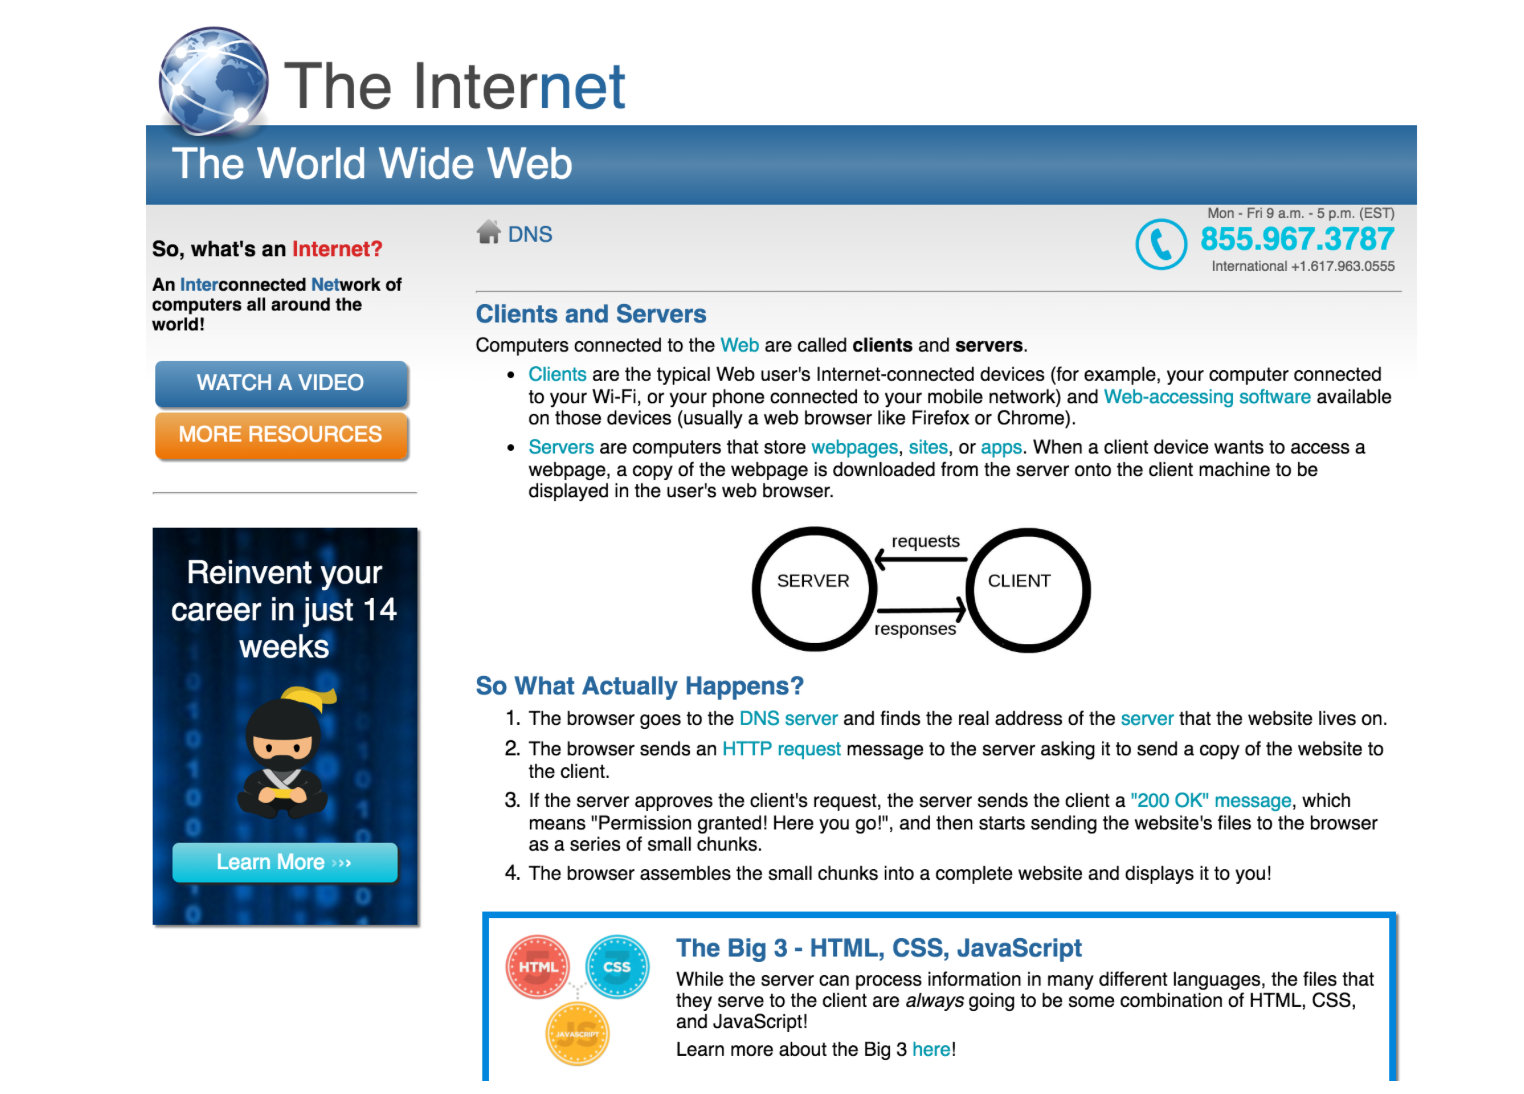 The Internet
The World Wide Web
So, what's an Internet?
An Interconnected Network of
computers all around the
world!
WATCH A VIDEO
MORE RESOURCES
Reinvent your
career in just 14
weeks
Learn More ›››
DNS
Mon - Fri 9 a.m. - 5 p.m. (EST)
855.967.3787
International +1.617.963.0555
Clients and Servers
Computers connected to the Web are called clients and servers.
• Clients are the typical Web user's Internet-connected devices (for example, your computer connected
to your Wi-Fi, or your phone connected to your mobile network) and Web-accessing software available
on those devices (usually a web browser like Firefox or Chrome).
• Servers are computers that store webpages, sites, or apps. When a client device wants to access a
webpage, a copy of the webpage is downloaded from the server onto the client machine to be
displayed in the user's web browser.
requests
SERVER
CLIENT
responses
So What Actually Happens?
1. The browser goes to the DNS server and finds the real address of the server that the website lives on.
2. The browser sends an HTTP request message to the server asking it to send a copy of the website to
the client.
3. If the server approves the client's request, the server sends the client a "200 OK" message, which
means "Permission granted! Here you go!", and then starts sending the website's files to the browser
as a series of small chunks.
4. The browser assembles the small chunks into a complete website and displays it to you!
HTML
CSS
JAVASCRIPT
The Big 3 - HTML, CSS, JavaScript
While the server can process information in many different languages, the files that
they serve to the client are always going to be some combination of HTML, CSS,
and JavaScript!
Learn more about the Big 3 here!